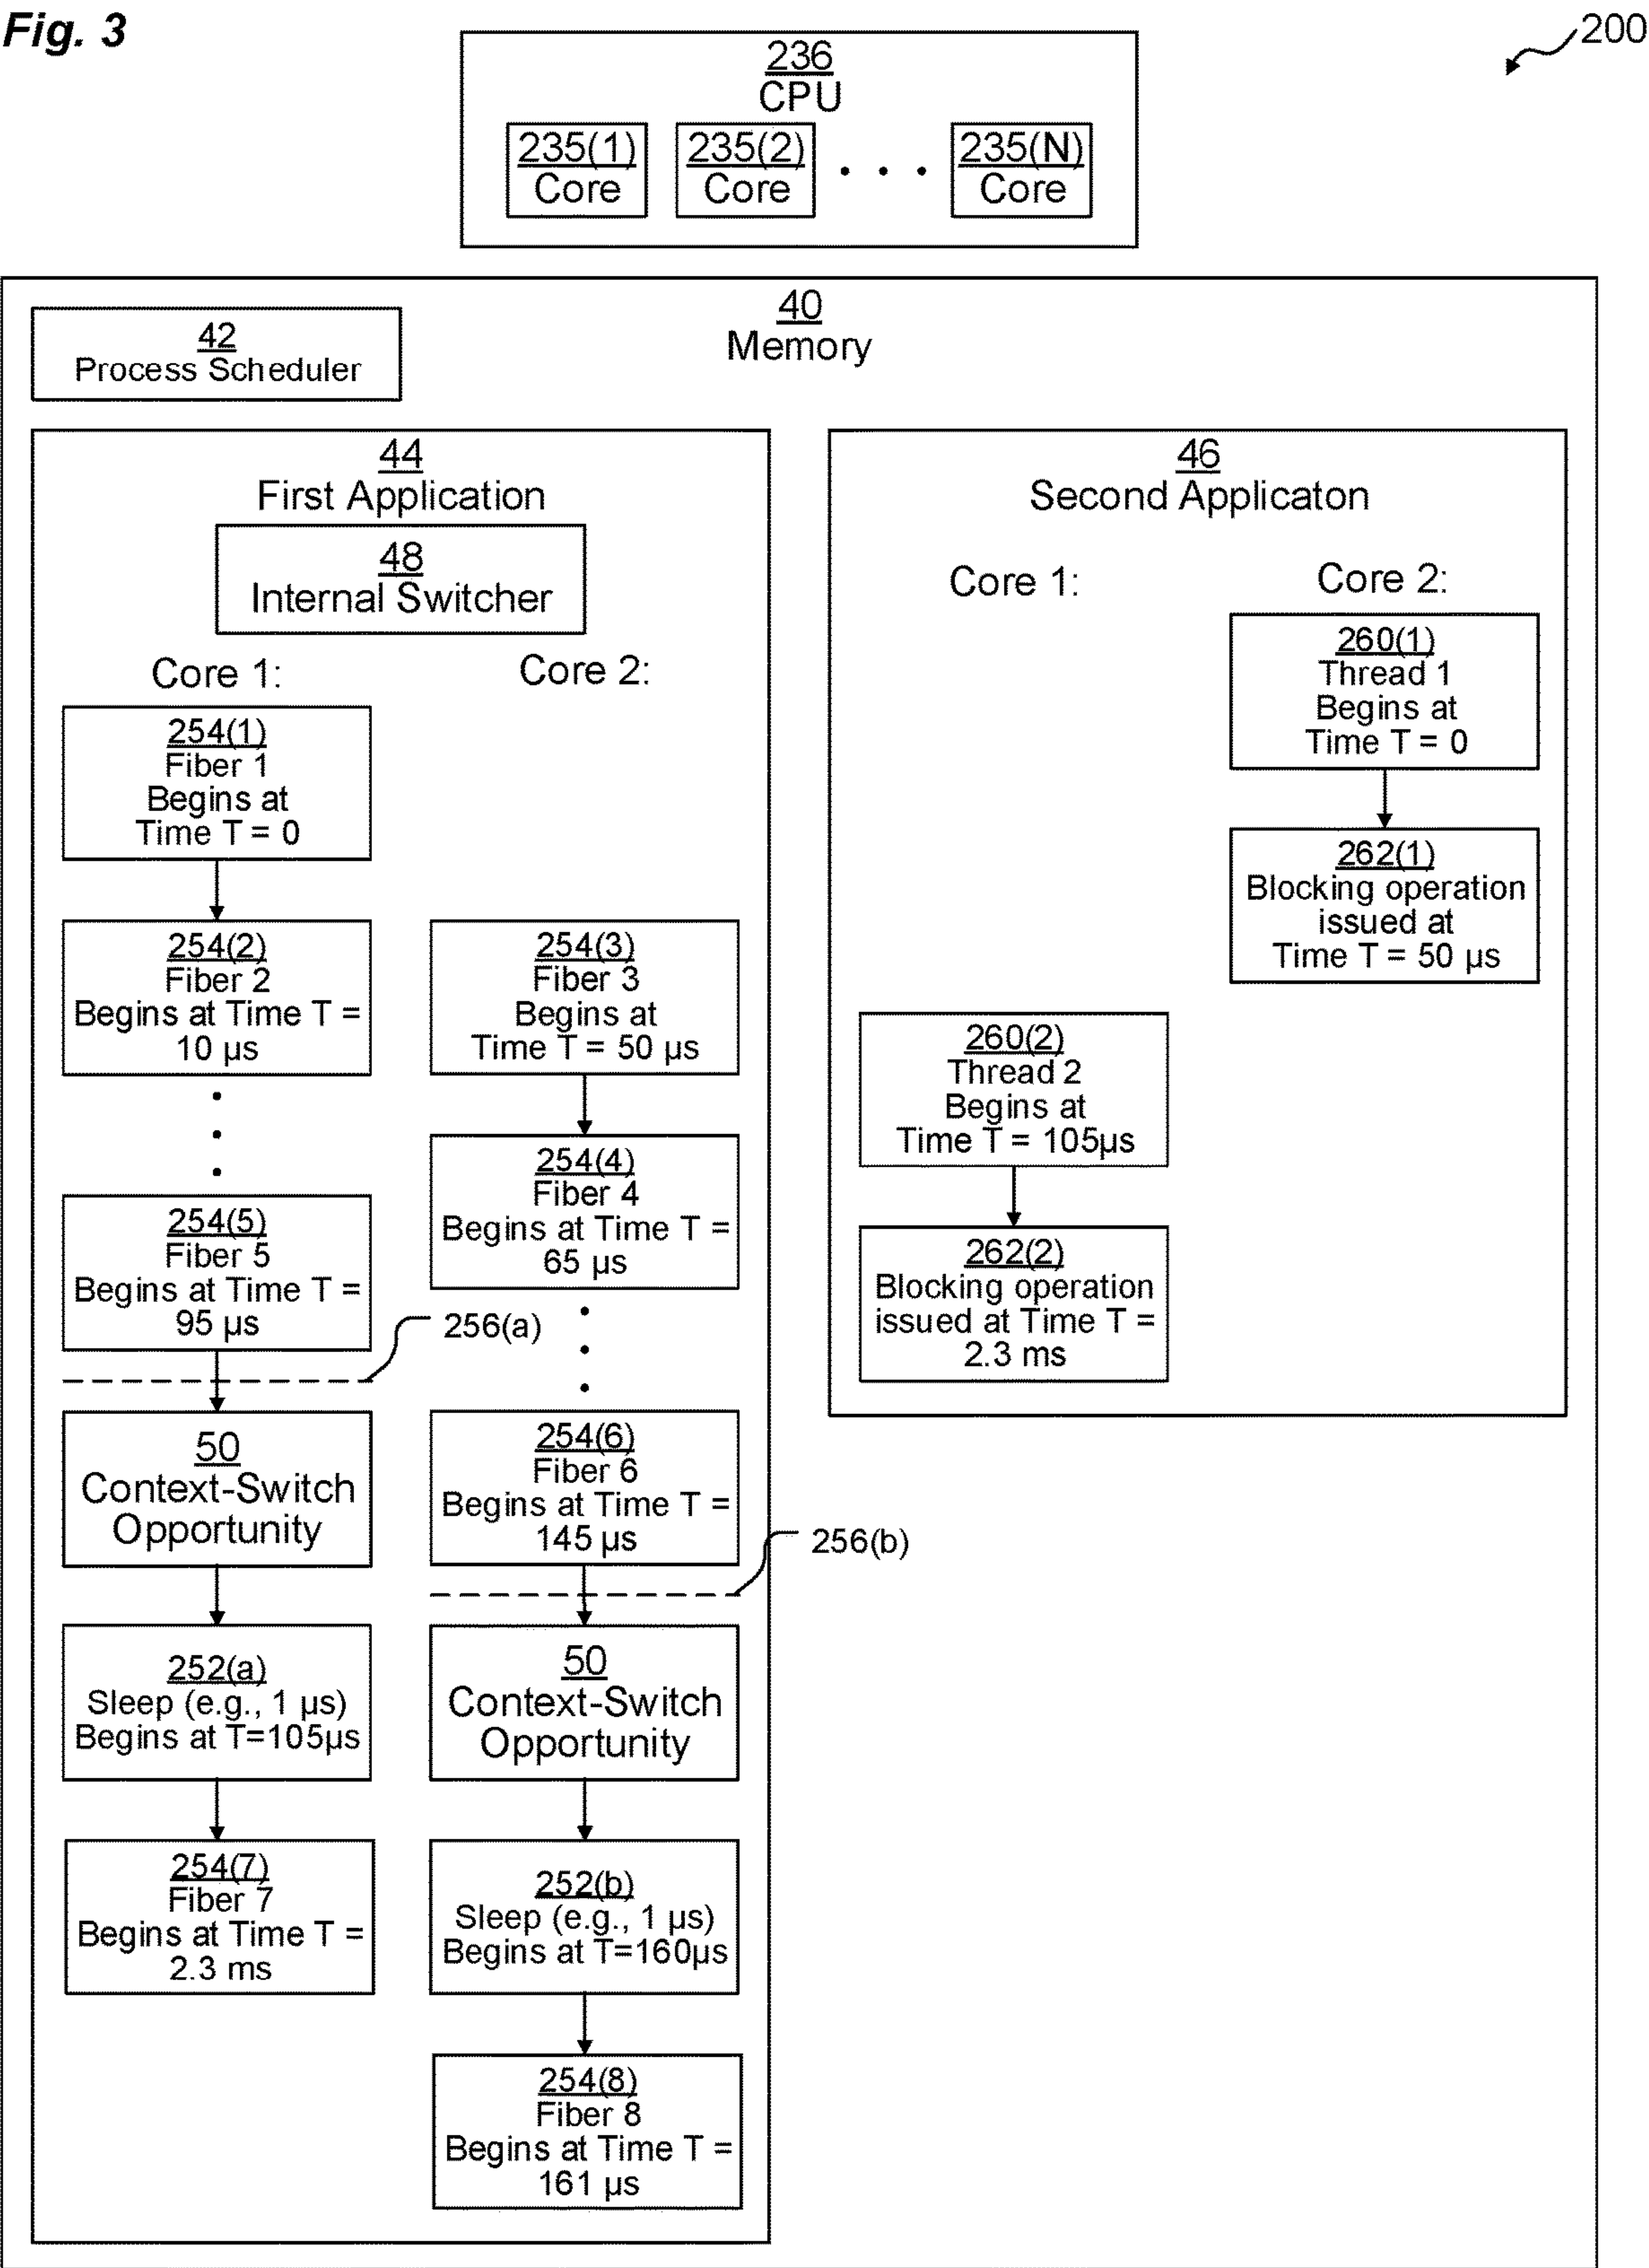 Fig. 3
200
236
CPU
235(1)
Core
235(2)
Core
235(N)
Core
40
Memory
42
Process Scheduler
44
First Application
48
Internal Switcher
Core 1:
Core 2:
254(1)
Fiber 1
Begins at
Time T = 0
254(2)
Fiber 2
Begins at Time T =
10 µs
254(3)
Fiber 3
Begins at
Time T = 50 µs
254(4)
Fiber 4
Begins at Time T =
65 µs
254(5)
Fiber 5
Begins at Time T =
95 µs
256(a)
50
Context-Switch
Opportunity
254(6)
Fiber 6
Begins at Time T =
145 µs
256(b)
252(a)
Sleep (e.g., 1 µs)
Begins at T=105µs
50
Context-Switch
Opportunity
254(7)
Fiber 7
Begins at Time T =
2.3 ms
252(b)
Sleep (e.g., 1 µs)
Begins at T=160µs
254(8)
Fiber 8
Begins at Time T =
161 µs
46
Second Applicaton
Core 1:
Core 2:
260(1)
Thread 1
Begins at
Time T = 0
262(1)
Blocking operation
issued at
Time T = 50 µs
260(2)
Thread 2
Begins at
Time T = 105µs
262(2)
Blocking operation
issued at Time T =
2.3 ms